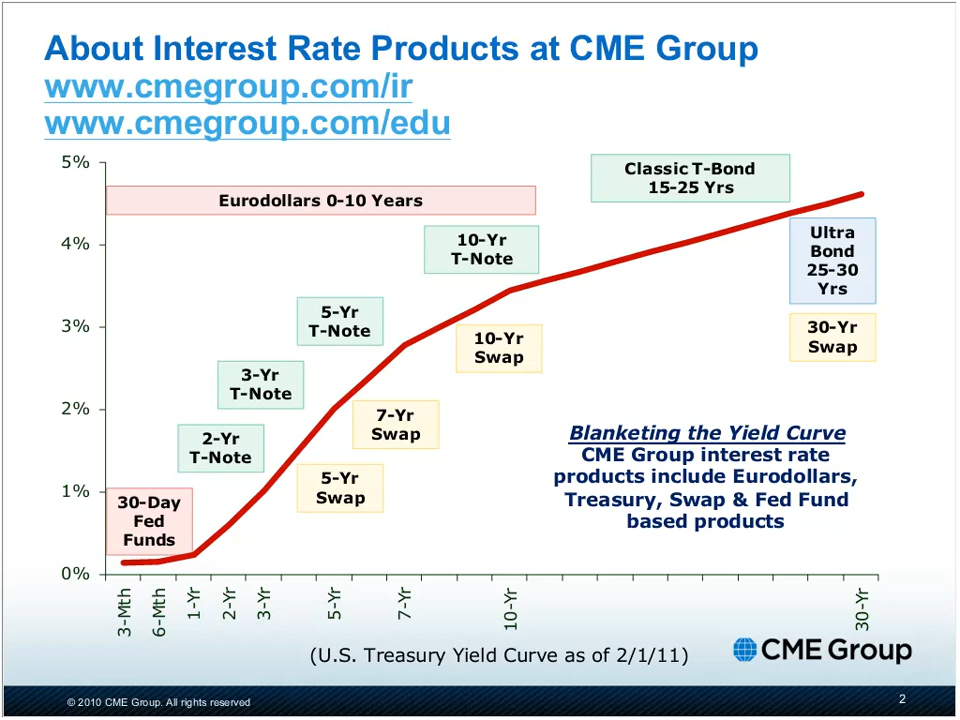 About Interest Rate Products at CME Group
www.cmegroup.com/ir
www.cmegroup.com/edu
5%
4%
3%
2%
1%
0%
Eurodollars 0-10 Years
Classic T-Bond
15-25 Yrs
10-Yr
T-Note
Ultra
Bond
25-30
Yrs
5-Yr
T-Note
10-Yr
Swap
30-Yr
Swap
3-Yr
T-Note
7-Yr
Swap
2-Yr
T-Note
5-Yr
Swap
30-Day
Fed
Funds
Blanketing the Yield Curve
CME Group interest rate
products include Eurodollars,
Treasury, Swap & Fed Fund
based products
3-Mth
6-Mth
1-Yr
2-Yr
3-Yr
5-Yr
7-Yr
10-Yr
30-Yr
(U.S. Treasury Yield Curve as of 2/1/11)
CME Group
© 2010 CME Group. All rights reserved
2